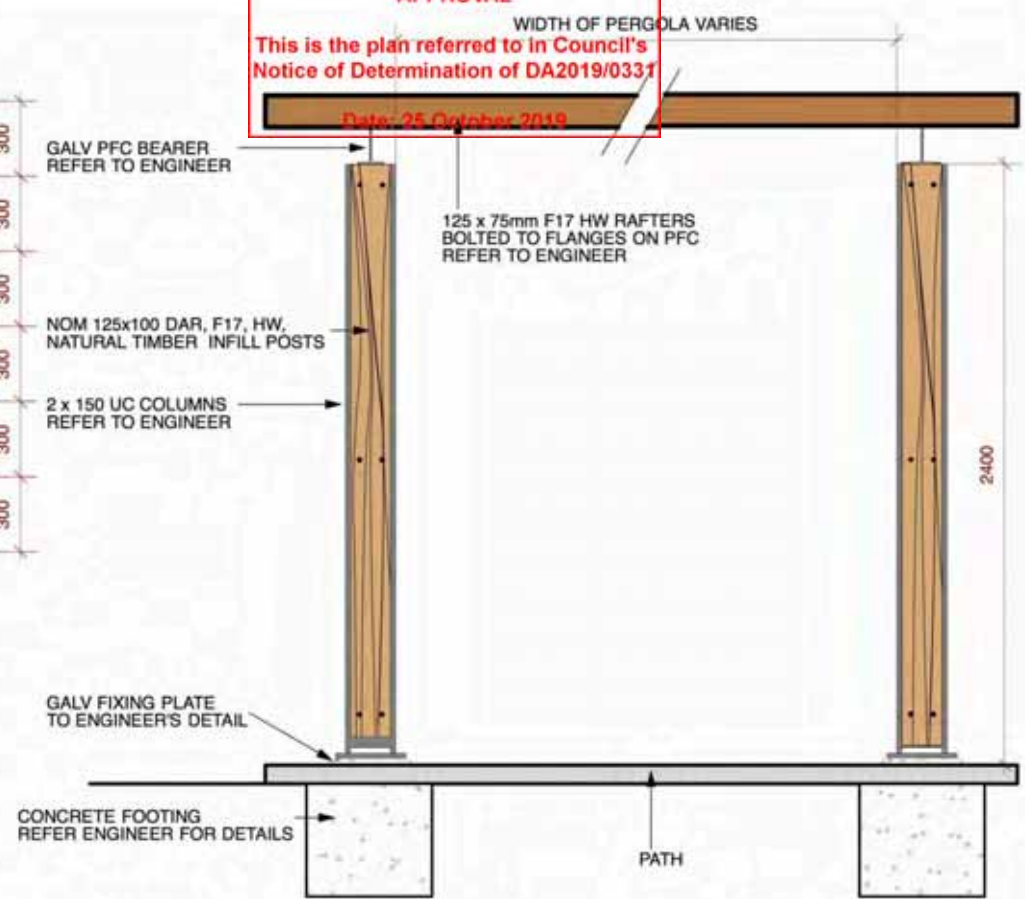 APPROVAL
WIDTH OF PERGOLA VARIES
This is the plan referred to in Council's
Notice of Determination of DA2019/0331
Date: 25 October 2019
300
300
300
300
300
300
GALV PFC BEARER
REFER TO ENGINEER
125 x 75mm F17 HW RAFTERS
BOLTED TO FLANGES ON PFC
REFER TO ENGINEER
NOM 125x100 DAR, F17, HW,
NATURAL TIMBER INFILL POSTS
2 x 150 UC COLUMNS
REFER TO ENGINEER
2400
GALV FIXING PLATE
TO ENGINEER'S DETAIL
CONCRETE FOOTING
REFER ENGINEER FOR DETAILS
PATH